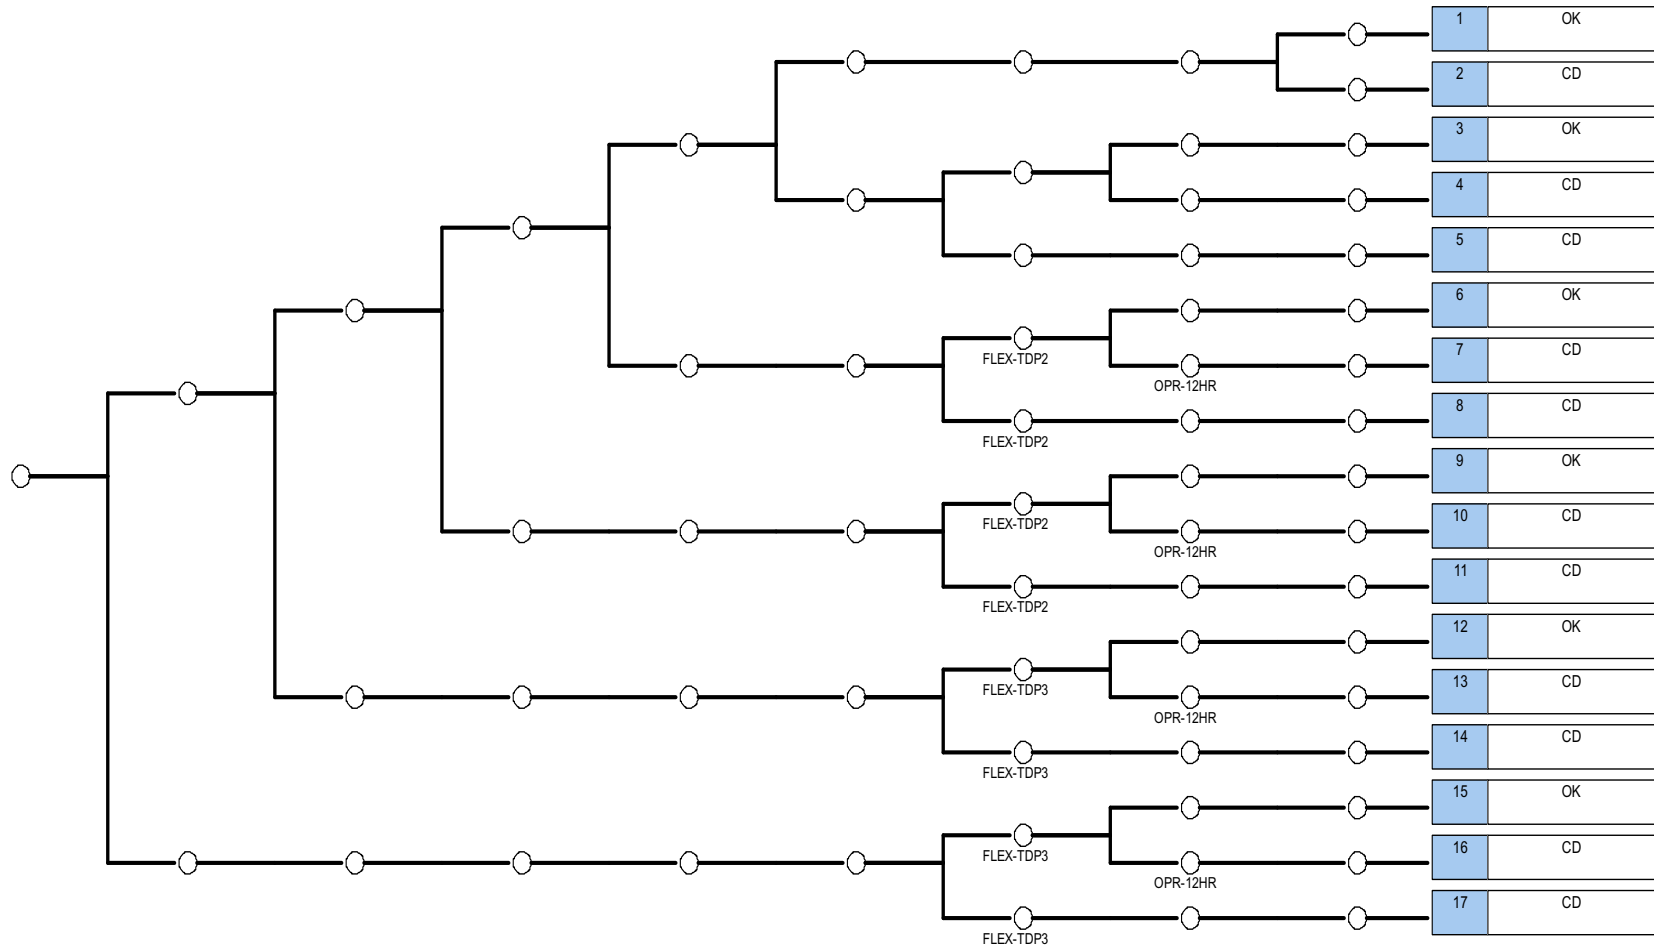 1 OK
2 CD
3 OK
4 CD
5 CD
6 OK
FLEX-TDP2
7 CD
OPR-12HR
8 CD
FLEX-TDP2
9 OK
FLEX-TDP2
10 CD
OPR-12HR
11 CD
FLEX-TDP2
12 OK
FLEX-TDP3
13 CD
OPR-12HR
14 CD
FLEX-TDP3
15 OK
FLEX-TDP3
16 CD
OPR-12HR
17 CD
FLEX-TDP3